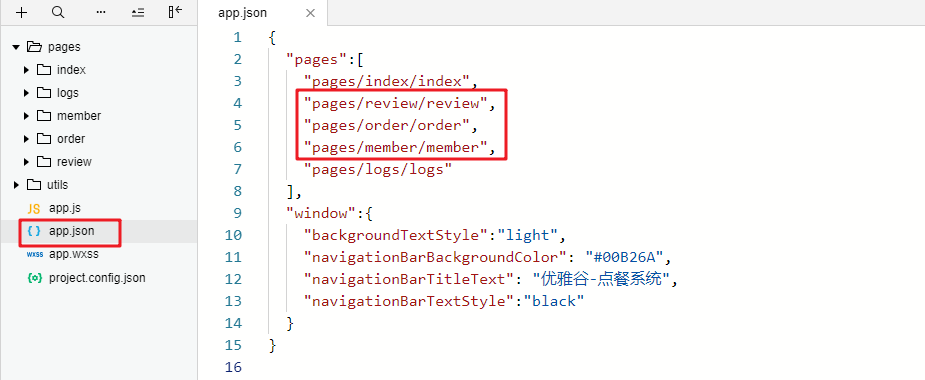 app.json
pages
index
logs
member
order
review
utils
JS app.js
{ } app.json
wxss app.wxss
{o} project.config.json
1 {
2 "pages":[
3 "pages/index/index",
4 "pages/review/review",
5 "pages/order/order",
6 "pages/member/member",
7 "pages/logs/logs"
8 ],
9 "window":{
10 "backgroundTextStyle":"light",
11 "navigationBarBackgroundColor": "#00B26A",
12 "navigationBarTitleText": "优雅谷-点餐系统",
13 "navigationBarTextStyle":"black"
14 }
15 }
16